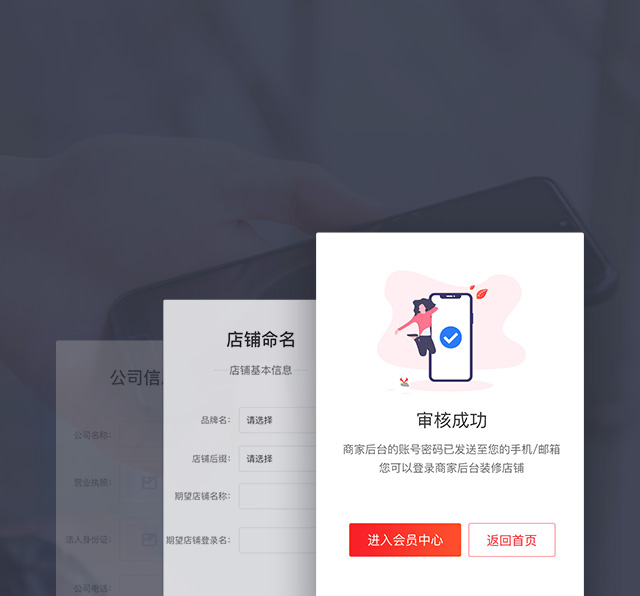 公司信
公司名称:
营业执照:
法人身份证:
公司电话:
店铺命名
店铺基本信息
品牌名: 请选择
店铺后缀: 请选择
期望店铺名称:
期望店铺登录名:
审核成功
商家后台的账号密码已发送至您的手机/邮箱
您可以登录商家后台装修店铺
进入会员中心
返回首页